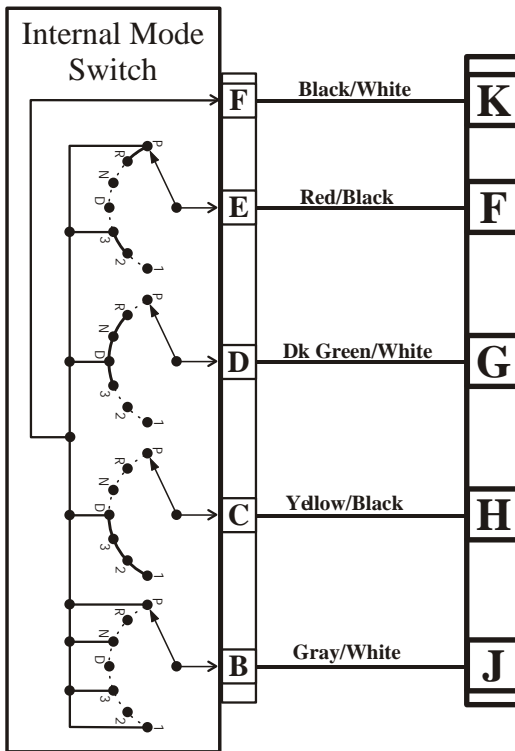 Internal Mode
Switch
F
Black/White
K
P
R
N
D
3
2
1
E
Red/Black
F
P
R
N
D
3
2
1
D
Dk Green/White
G
P
R
N
D
3
2
1
C
Yellow/Black
H
P
R
N
D
3
2
1
B
Gray/White
J